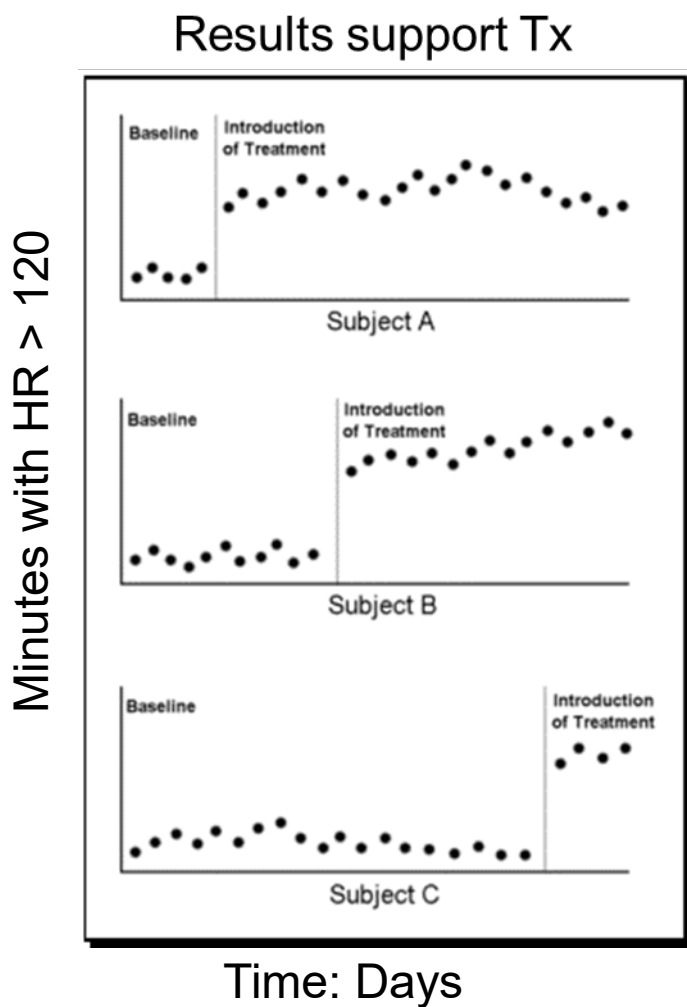 Results support Tx
Minutes with HR > 120
Baseline
Introduction
of Treatment
Subject A
Baseline
Introduction
of Treatment
Subject B
Baseline
Introduction
of Treatment
Subject C
Time: Days